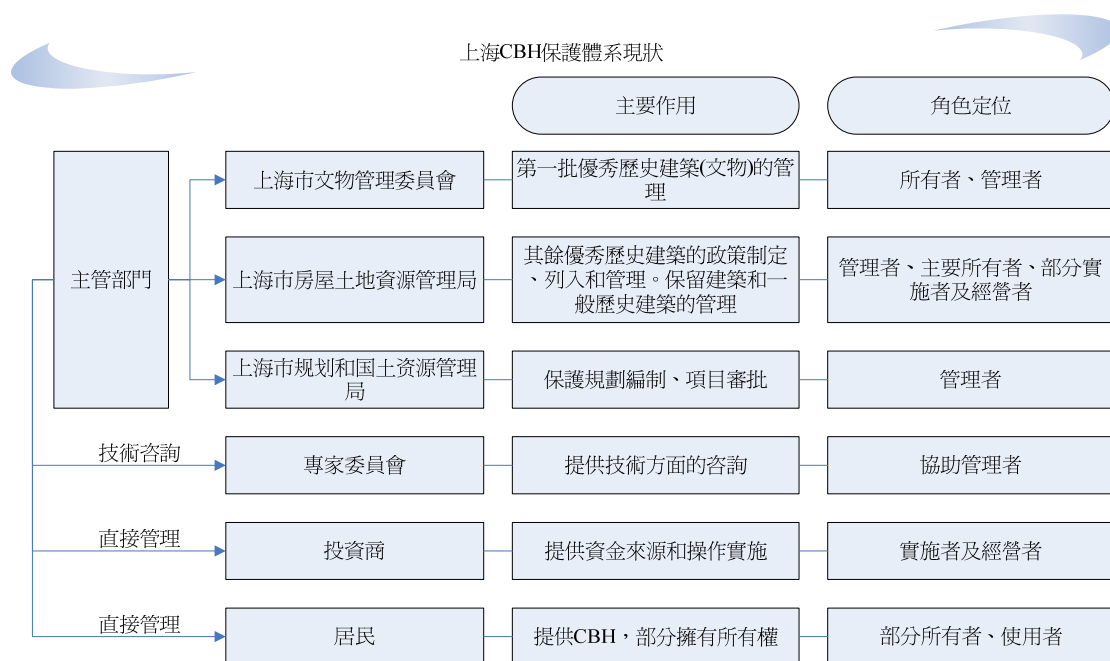 上海CBH保護體系現狀
主要作用
角色定位
主管部門
上海市文物管理委員會
第一批優秀歷史建築(文物)的管
理
所有者、管理者
上海市房屋土地資源管理局
其餘優秀歷史建築的政策制定
、列入和管理。保留建築和一
般歷史建築的管理
管理者、主要所有者、部分實
施者及經營者
上海市规划和国土资源管理
局
保護規劃編制、項目審批
管理者
技術咨詢
專家委員會
提供技術方面的咨詢
協助管理者
直接管理
投資商
提供資金來源和操作實施
實施者及經營者
直接管理
居民
提供CBH，部分擁有所有權
部分所有者、使用者